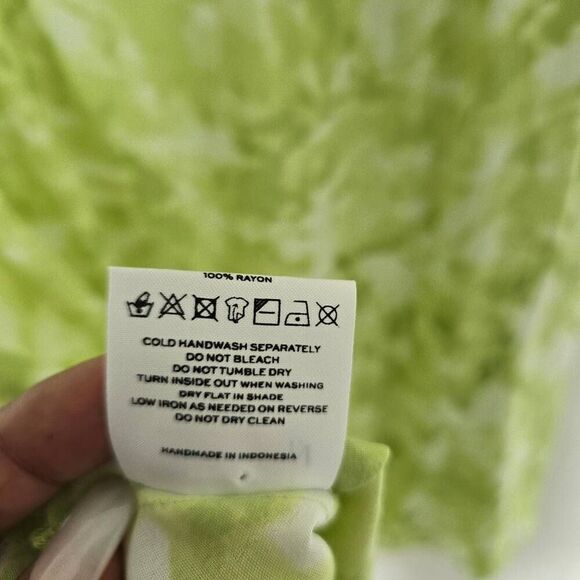 100% RAYON
COLD HANDWASH SEPARATELY
DO NOT BLEACH
DO NOT TUMBLE DRY
TURN INSIDE OUT WHEN WASHING
DRY FLAT IN SHADE
LOW IRON AS NEEDED ON REVERSE
DO NOT DRY CLEAN
HANDMADE IN INDONESIA